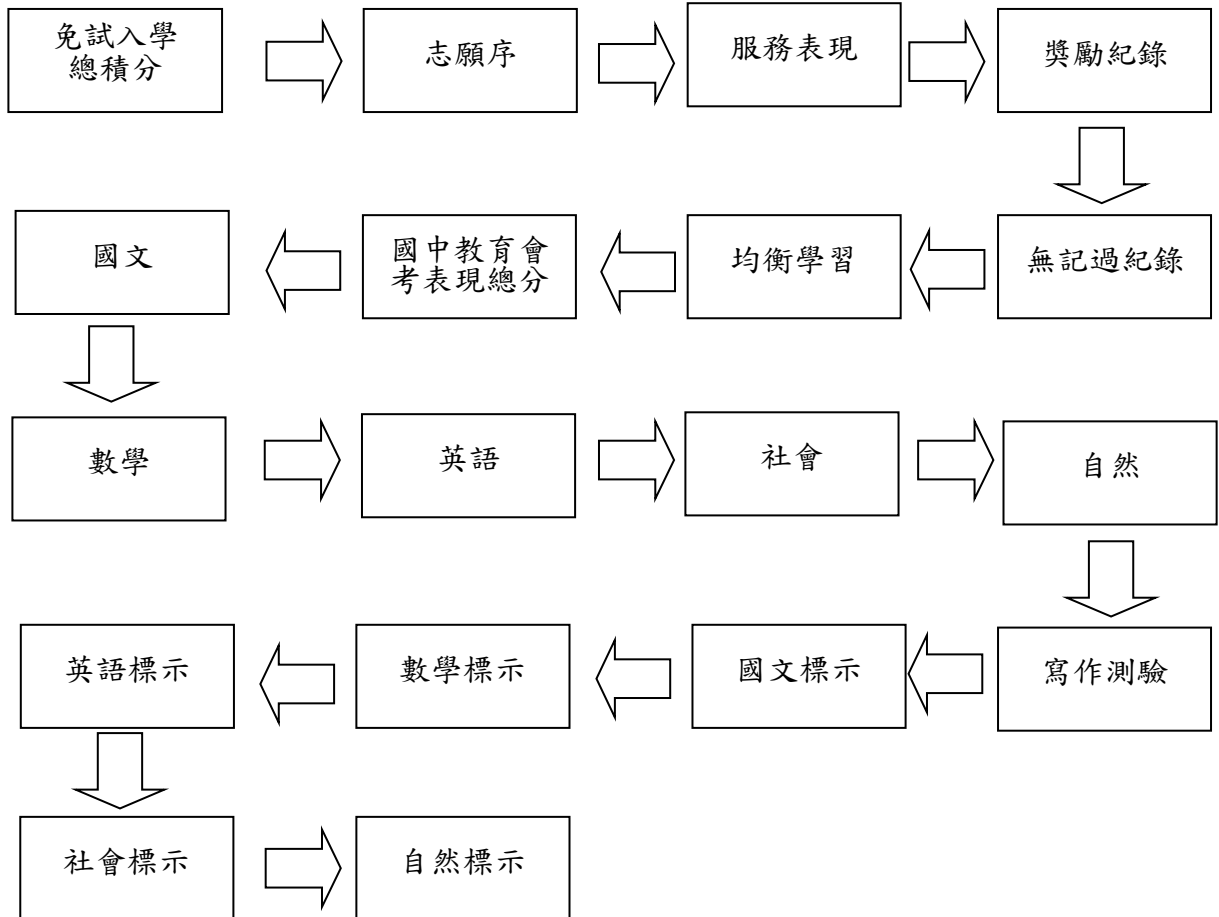 免試入學
總積分
志願序
服務表現
獎勵紀錄
無記過紀錄
均衡學習
國中教育會
考表現總分
國文
數學
英語
社會
自然
寫作測驗
國文標示
數學標示
英語標示
社會標示
自然標示